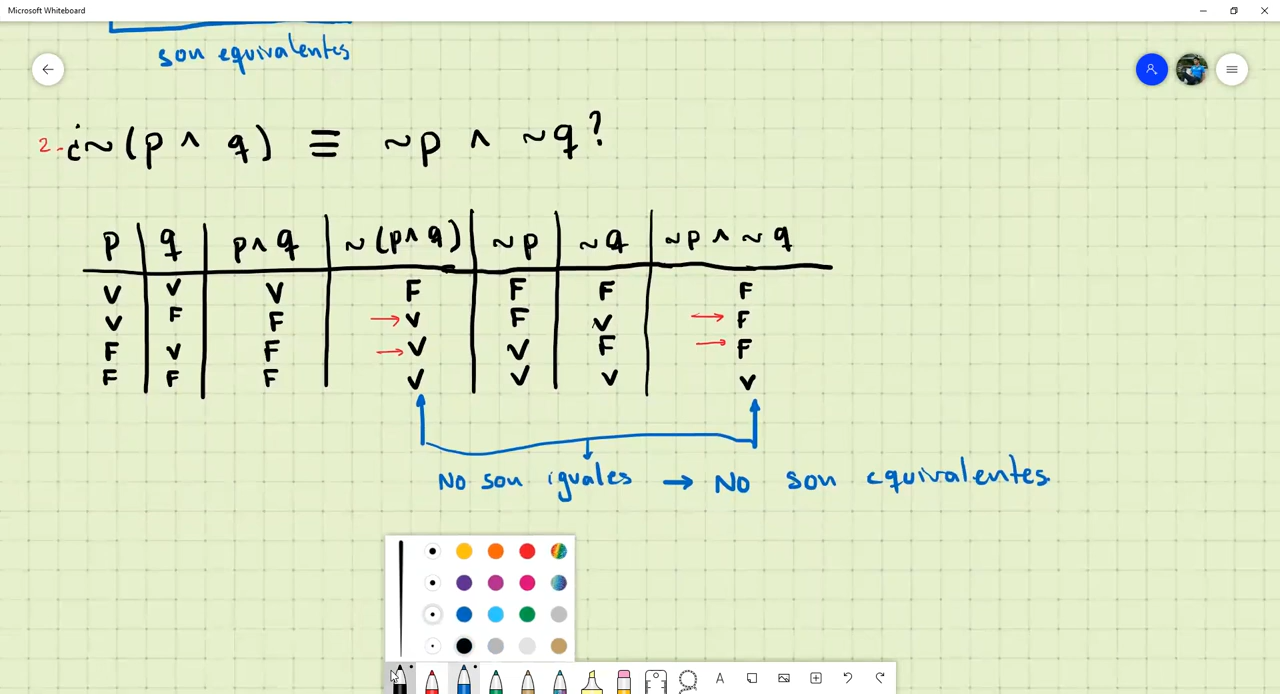 Microsoft Whiteboard
son equivalentes
2- ¿~(p ∧ q) ≡ ~p ∧ ~q?
p q p∧q ~(p∧q) ~p ~q ~p ∧ ~q
V V V F F F F
V F F V F V F
F V F V V F F
F F F V V V V
No son iguales → No son equivalentes.